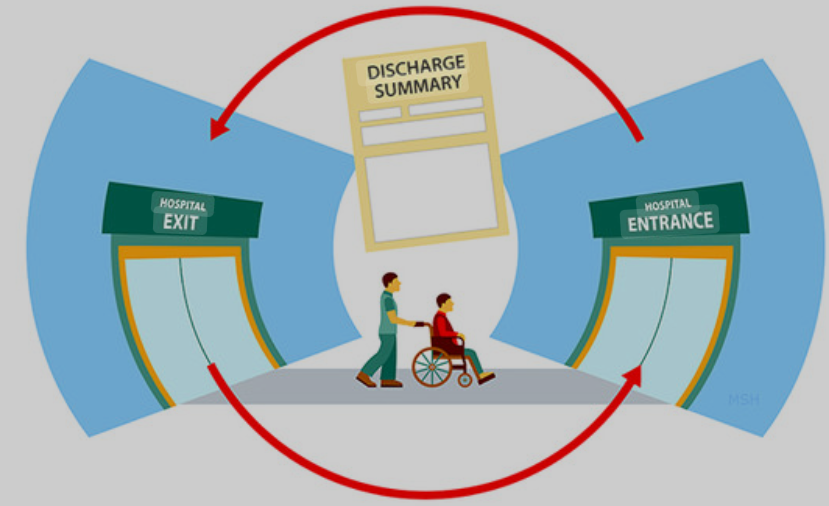 DISCHARGE
SUMMARY
HOSPITAL
EXIT
HOSPITAL
ENTRANCE
MSH